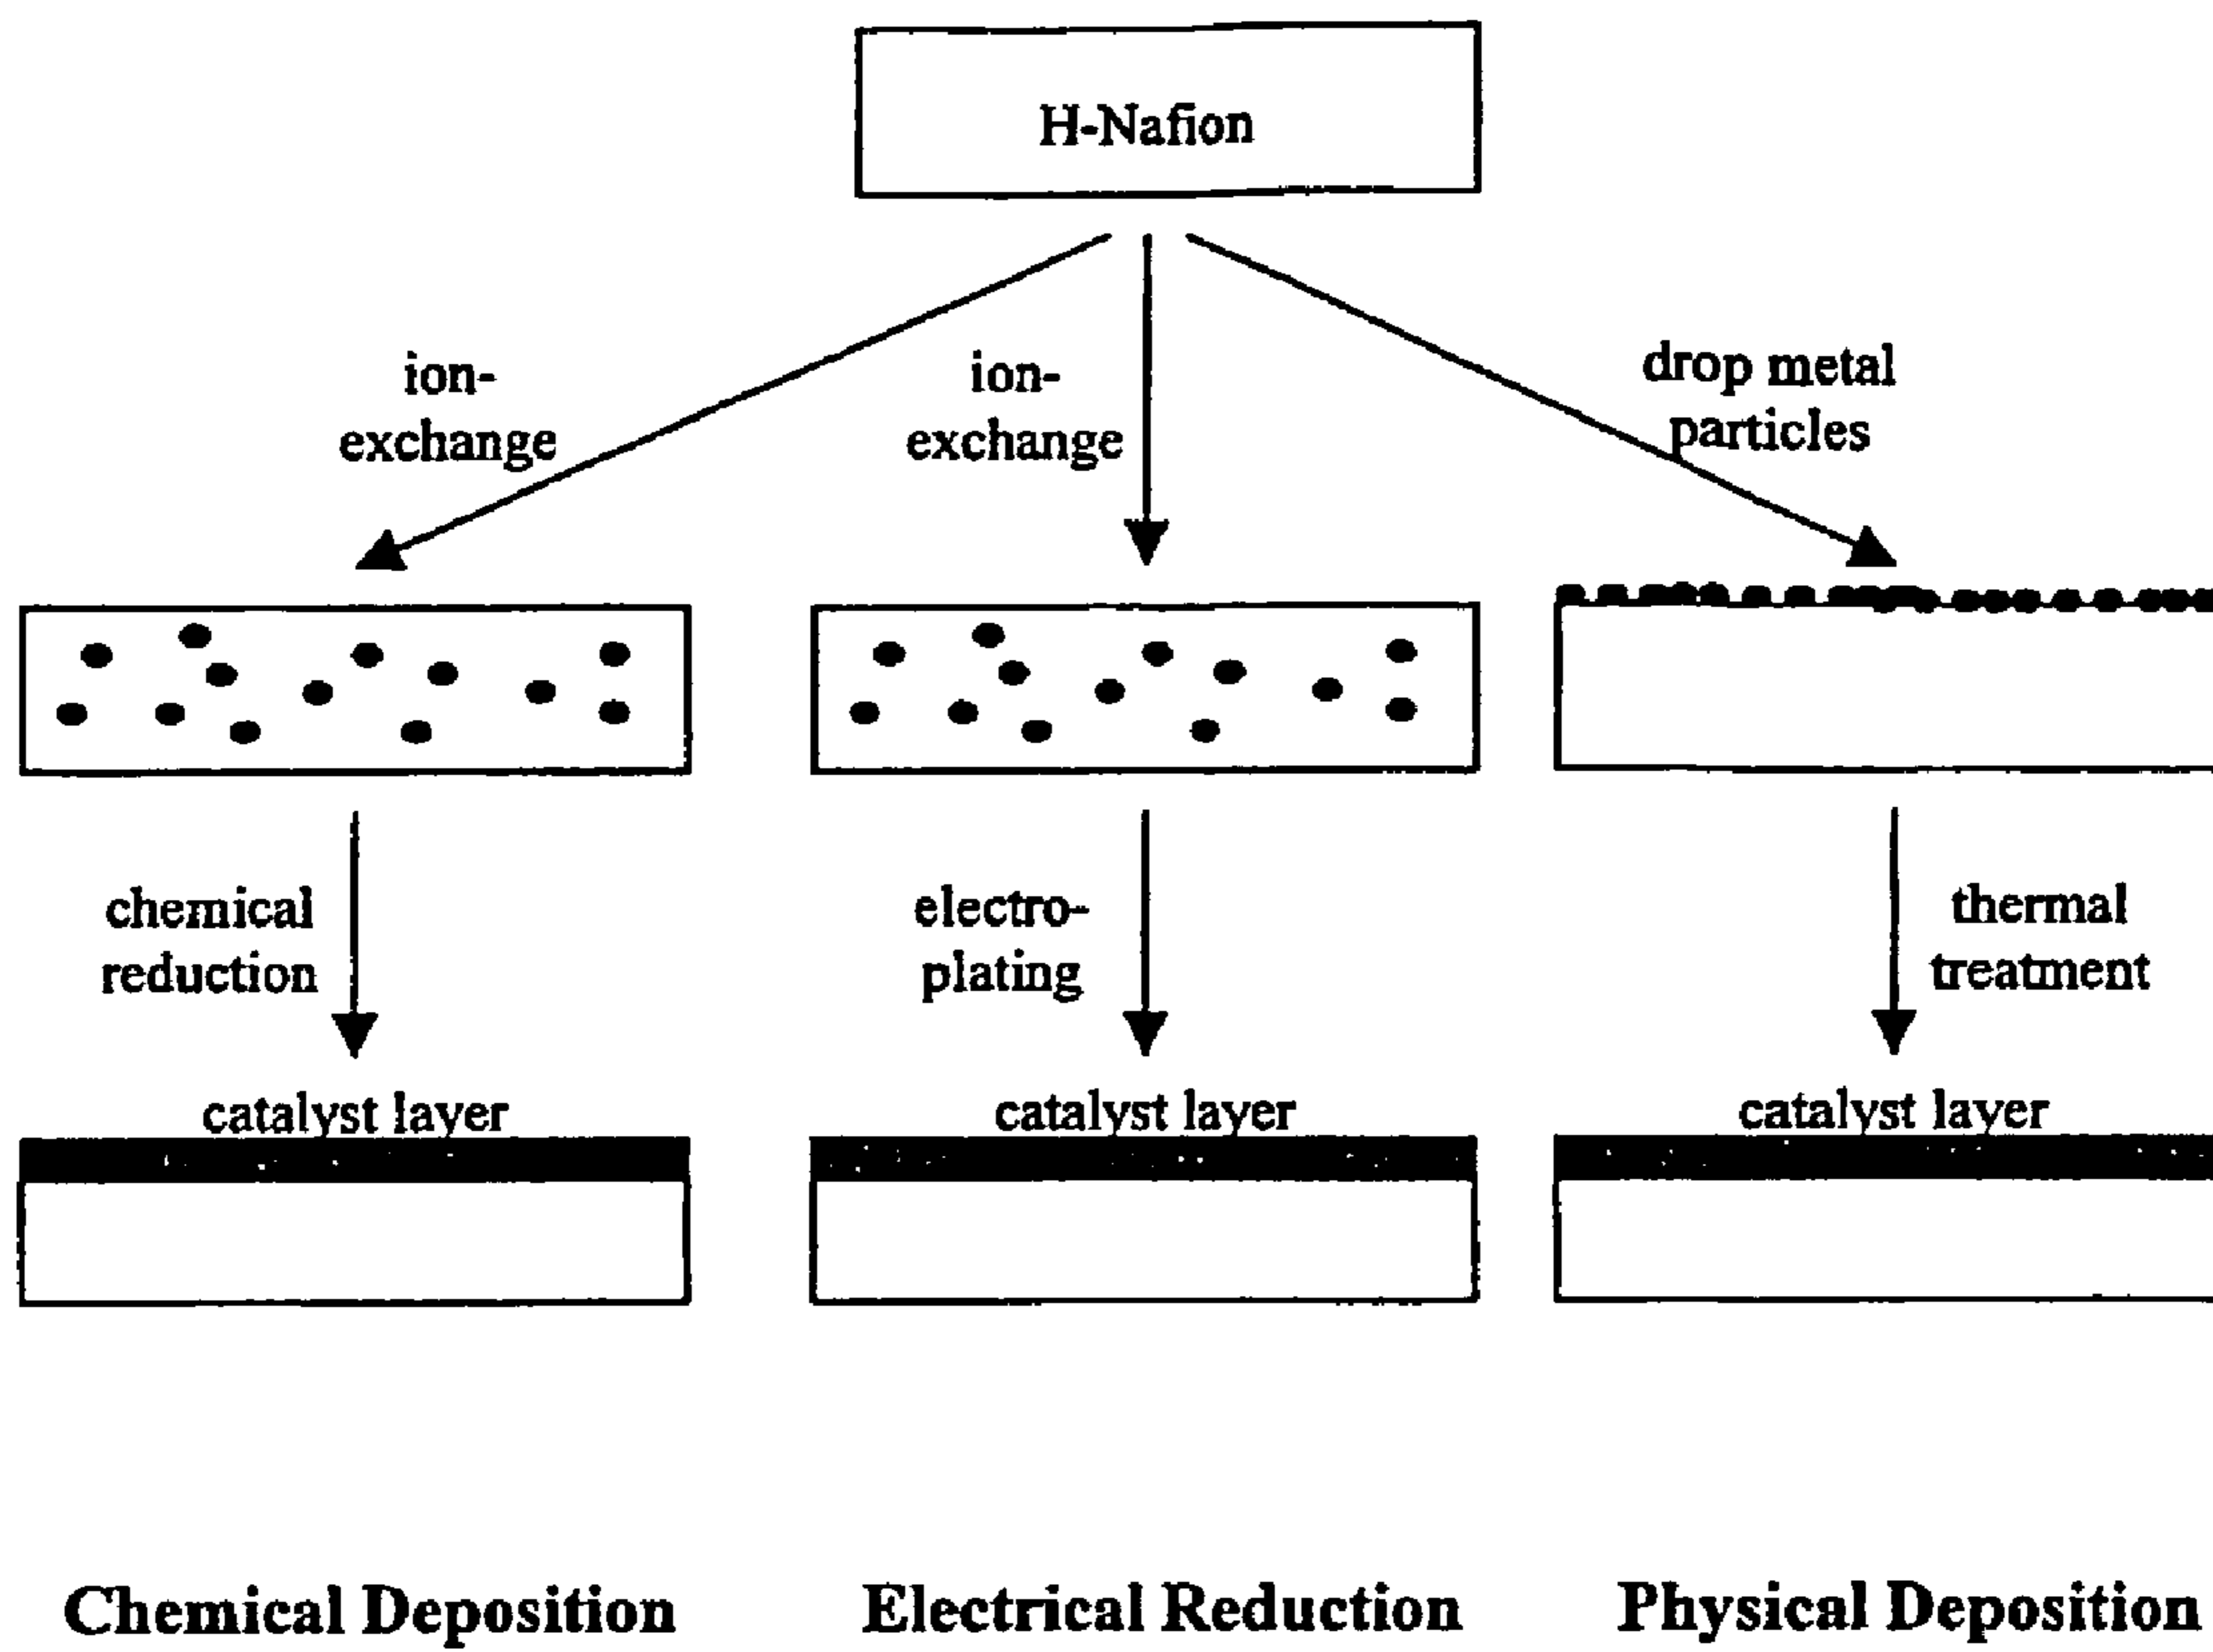 H-Nafion
ion-
exchange
ion-
exchange
drop metal
particles
chemical
reduction
electro-
plating
thermal
treatment
catalyst layer
catalyst layer
catalyst layer
Chemical Deposition
Electrical Reduction
Physical Deposition